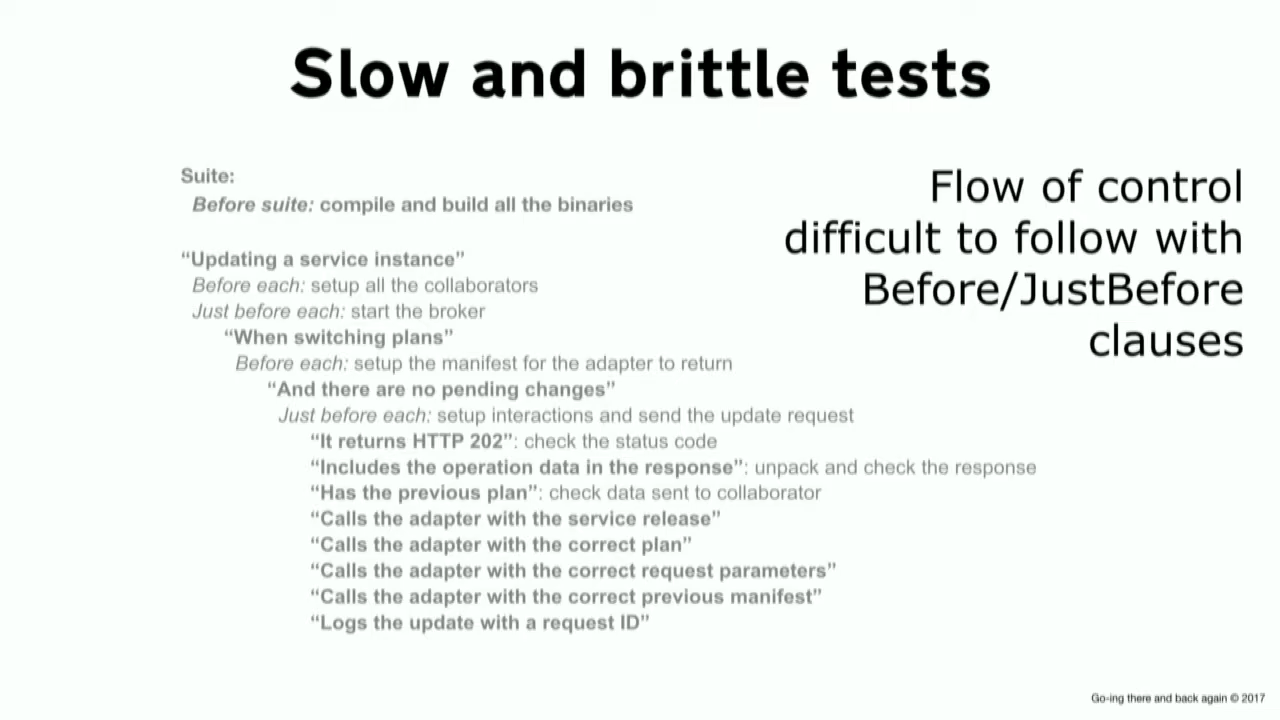 Slow and brittle tests
Suite:
Before suite: compile and build all the binaries
“Updating a service instance”
Before each: setup all the collaborators
Just before each: start the broker
“When switching plans”
Before each: setup the manifest for the adapter to return
“And there are no pending changes”
Just before each: setup interactions and send the update request
“It returns HTTP 202”: check the status code
“Includes the operation data in the response”: unpack and check the response
“Has the previous plan”: check data sent to collaborator
“Calls the adapter with the service release”
“Calls the adapter with the correct plan”
“Calls the adapter with the correct request parameters”
“Calls the adapter with the correct previous manifest”
“Logs the update with a request ID”
Flow of control
difficult to follow with
Before/JustBefore
clauses
Go-ing there and back again © 2017